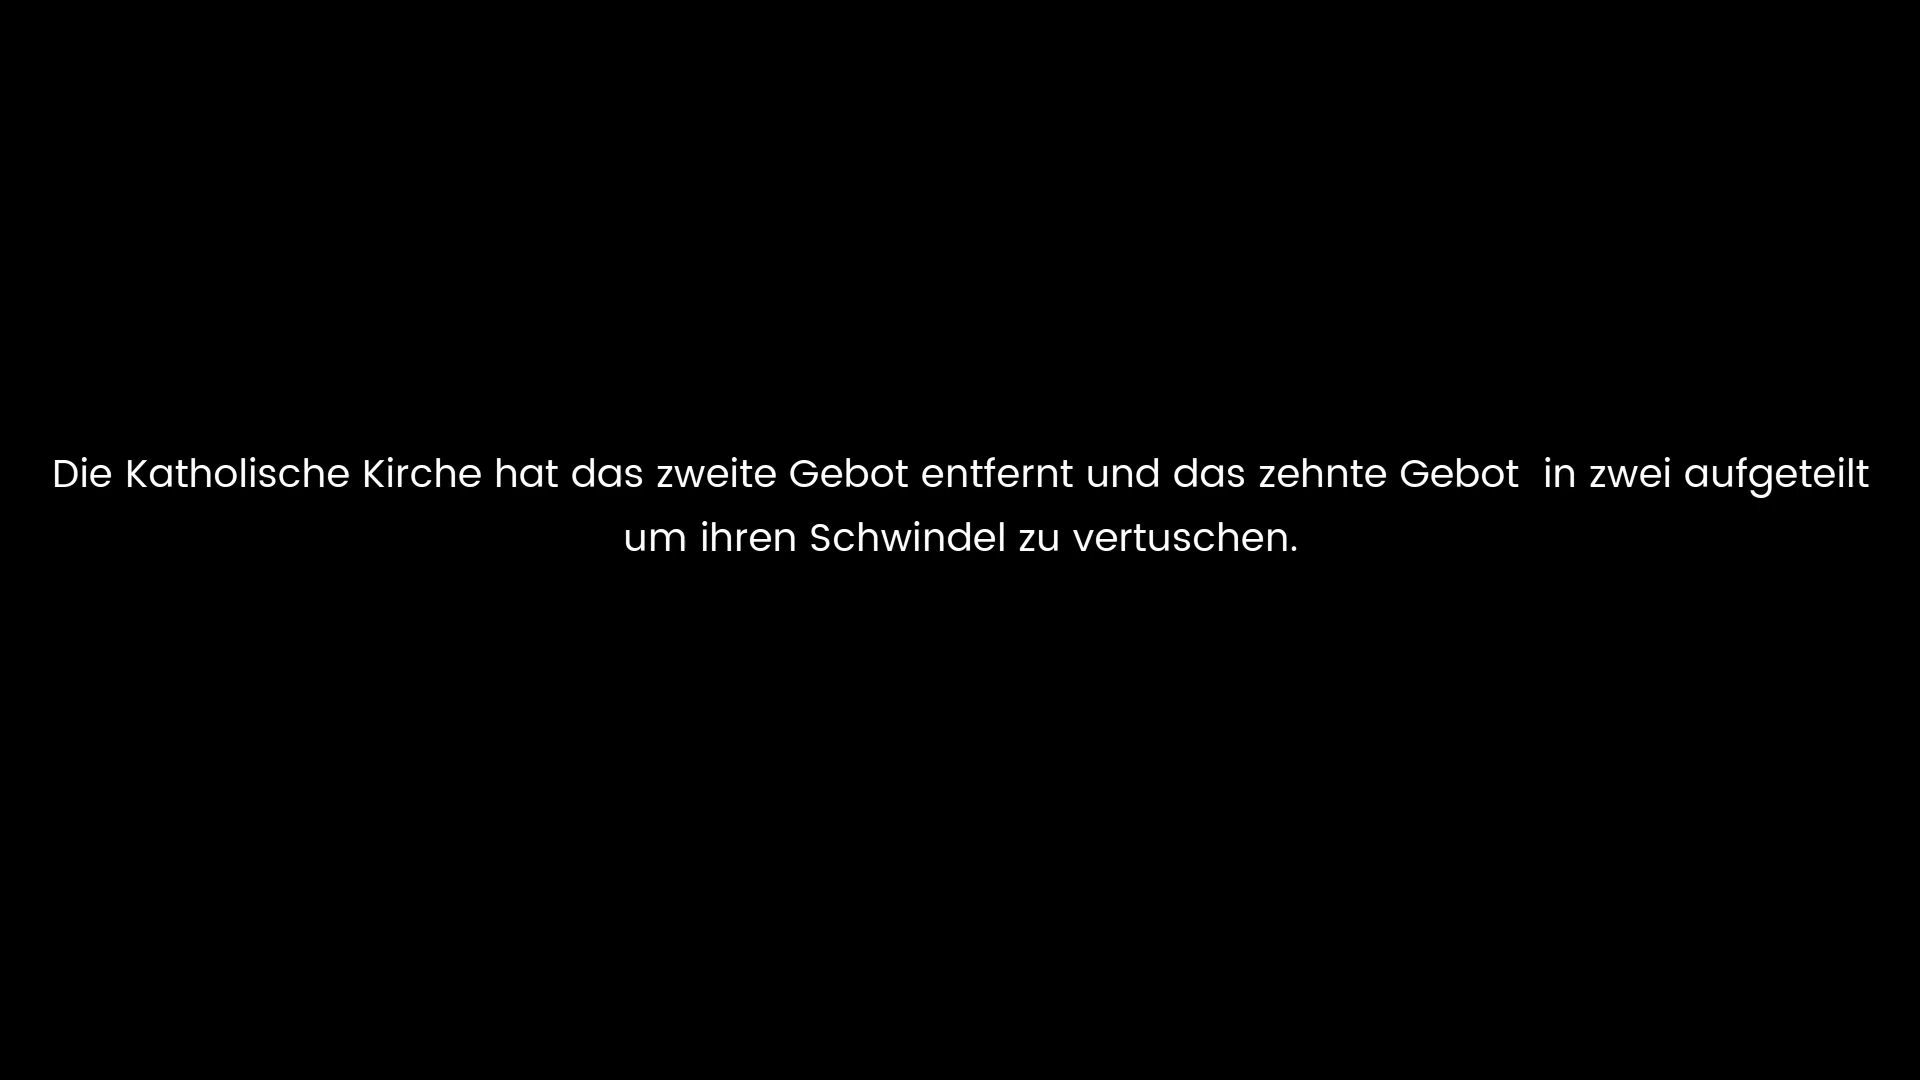 Die Katholische Kirche hat das zweite Gebot entfernt und das zehnte Gebot  in zwei aufgeteilt
um ihren Schwindel zu vertuschen.